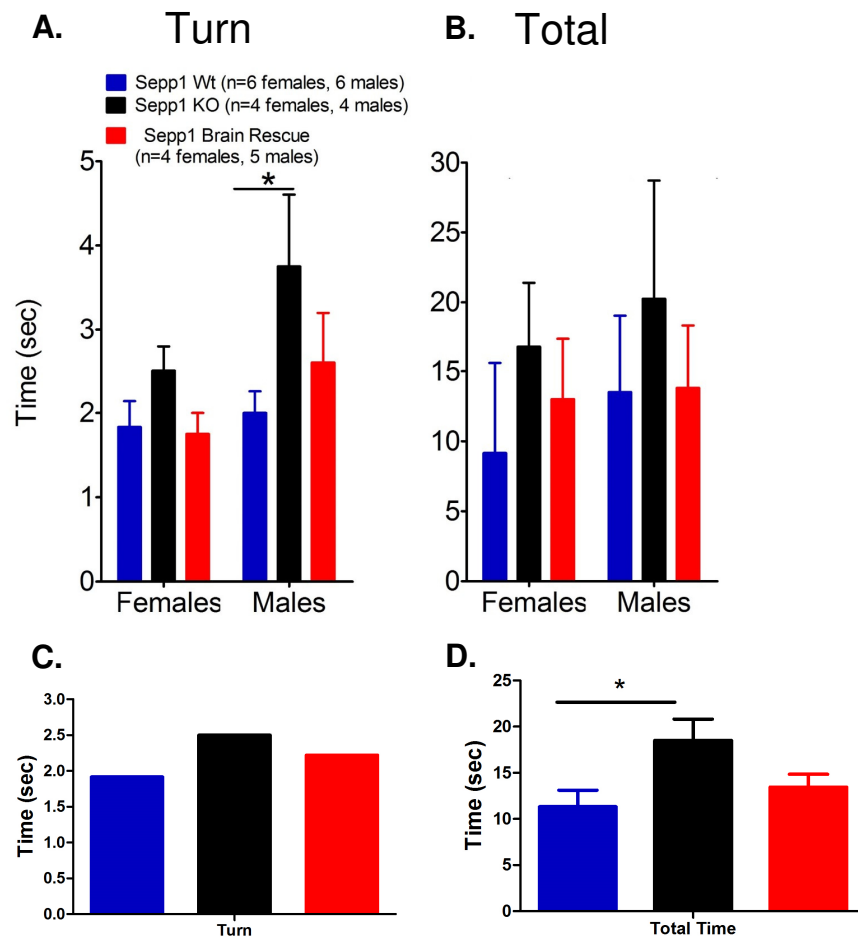 A. Turn
B. Total
Sepp1 Wt (n=6 females, 6 males)
Sepp1 KO (n=4 females, 4 males)
Sepp1 Brain Rescue
(n=4 females, 5 males)
5
4
3
2
1
0
Time (sec)
*
Females Males
30
25
20
15
10
5
0
Females Males
C.
3.0
2.5
2.0
1.5
1.0
0.5
0.0
Time (sec)
Turn
D.
25
20
15
10
5
0
Time (sec)
*
Total Time